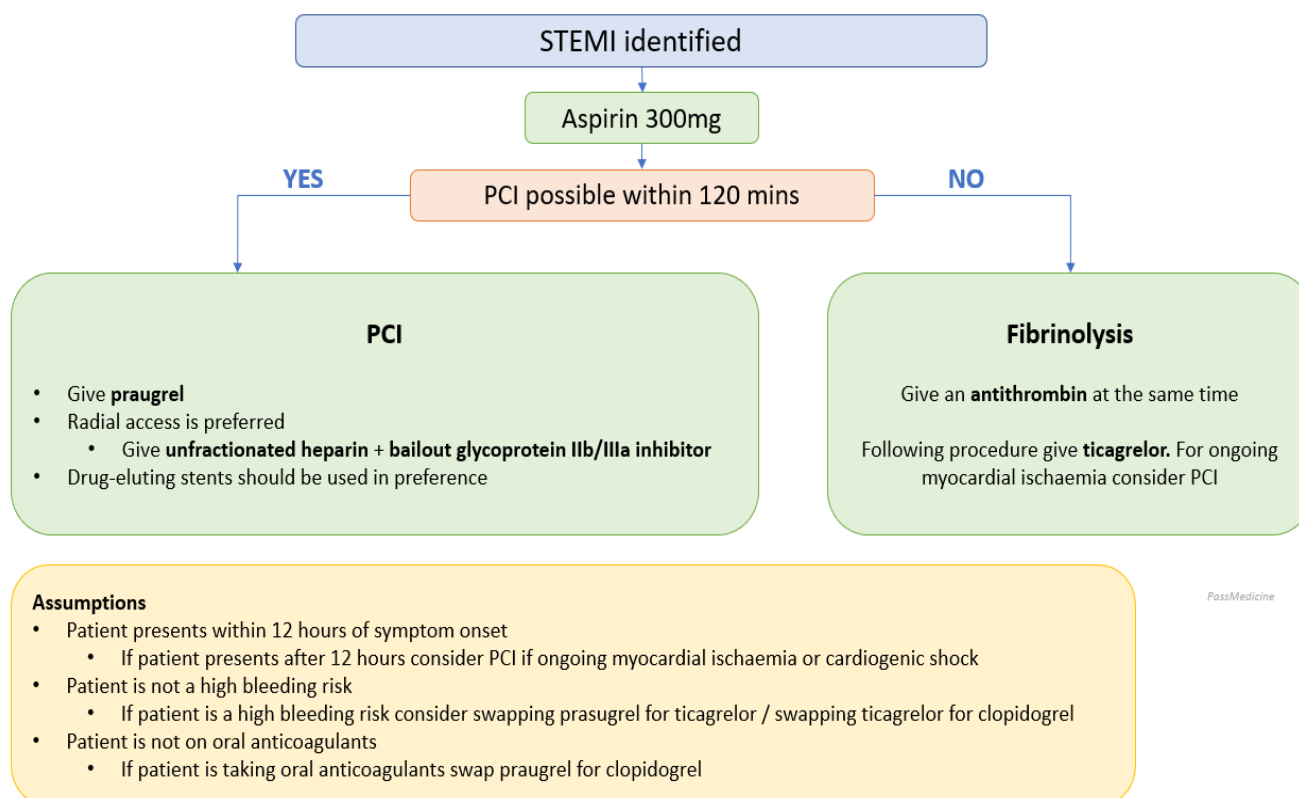 STEMI identified
Aspirin 300mg
YES
PCI possible within 120 mins
NO
PCI
• Give praugrel
• Radial access is preferred
• Give unfractionated heparin + bailout glycoprotein IIb/IIIa inhibitor
• Drug-eluting stents should be used in preference
Fibrinolysis
Give an antithrombin at the same time
Following procedure give ticagrelor. For ongoing
myocardial ischaemia consider PCI
Assumptions
• Patient presents within 12 hours of symptom onset
• If patient presents after 12 hours consider PCI if ongoing myocardial ischaemia or cardiogenic shock
• Patient is not a high bleeding risk
• If patient is a high bleeding risk consider swapping prasugrel for ticagrelor / swapping ticagrelor for clopidogrel
• Patient is not on oral anticoagulants
• If patient is taking oral anticoagulants swap praugrel for clopidogrel
PassMedicine